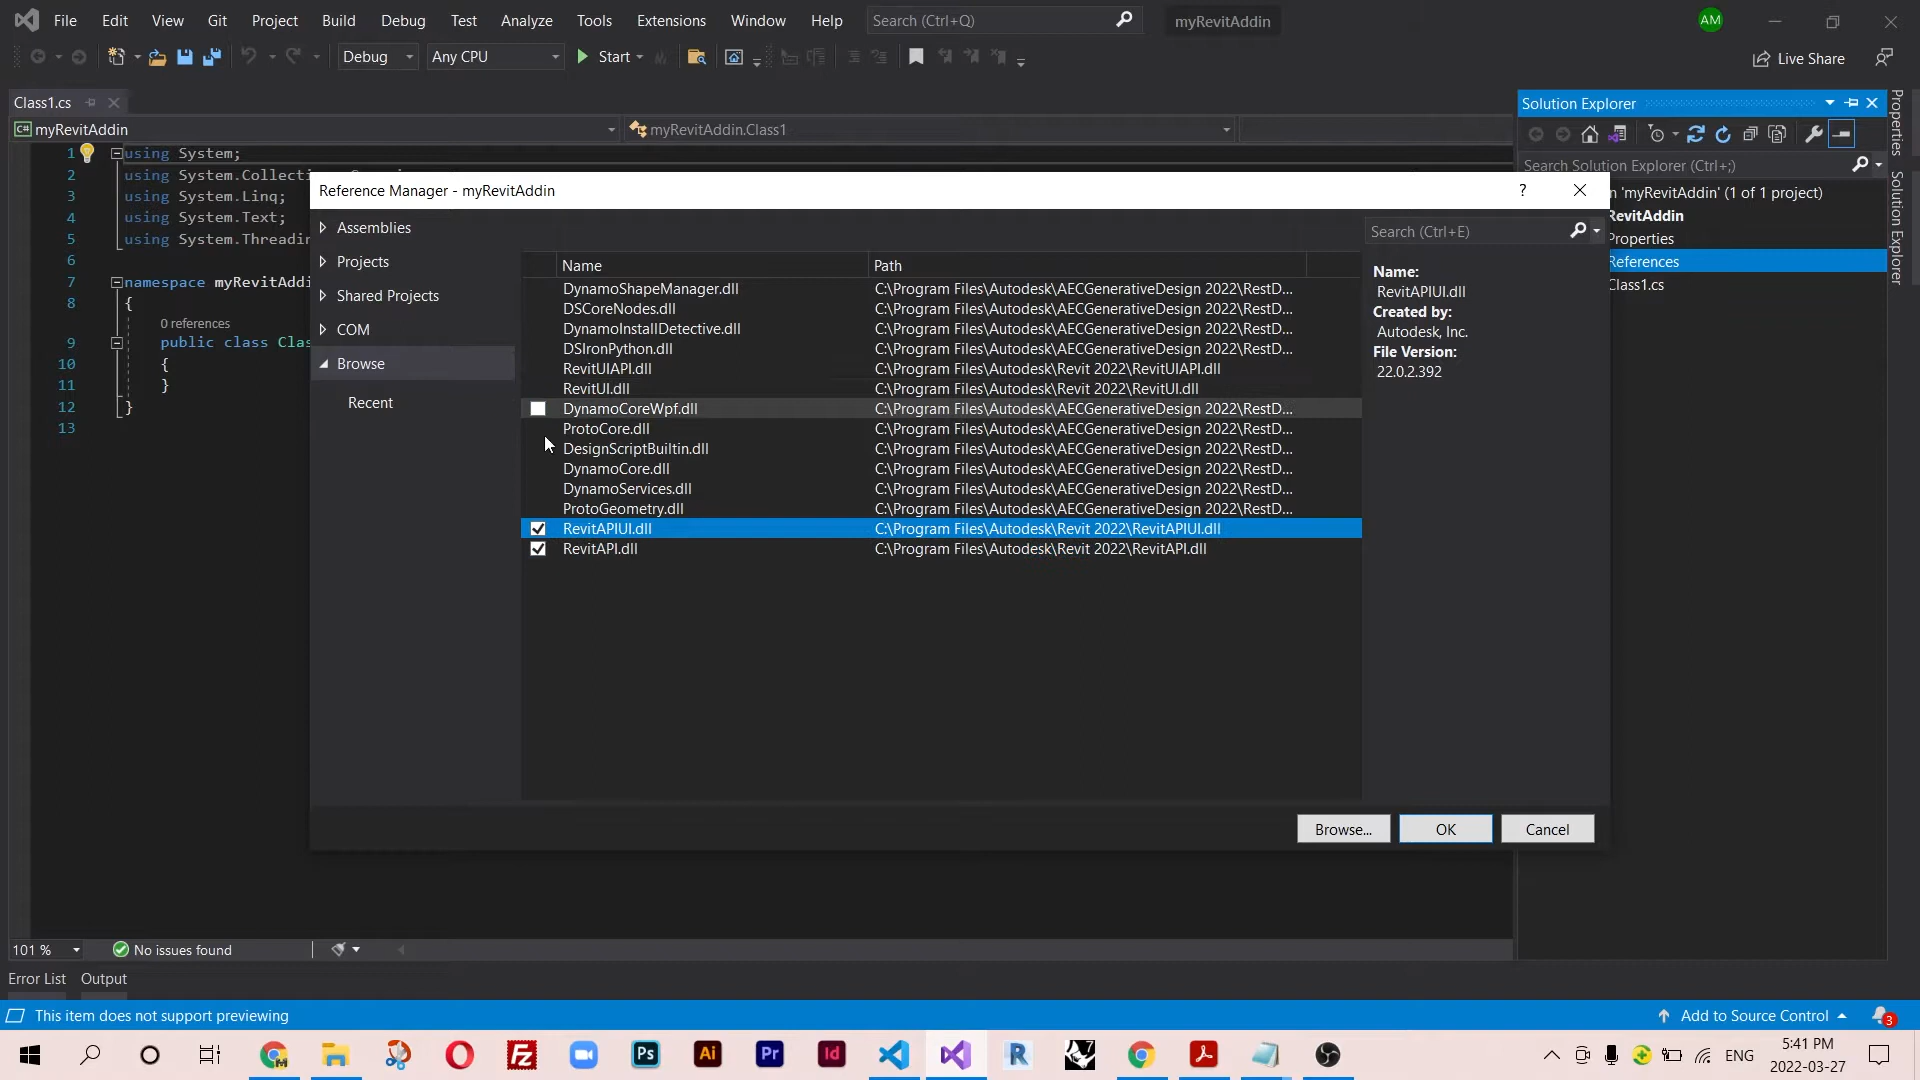 File Edit View Git Project Build Debug Test Analyze Tools Extensions Window Help Search (Ctrl+Q) myRevitAddin AM
Debug Any CPU Start Live Share
Class1.cs
myRevitAddin myRevitAddin.Class1
1 using System;
2 using System.Collecti
3 using System.Linq;
4 using System.Text;
5 using System.Threadin
6
7 namespace myRevitAddi
8 {
0 references
9 public class Clas
10 {
11 }
12 }
13
Reference Manager - myRevitAddin ?
Assemblies
Projects
Shared Projects
COM
Browse
Recent
Name Path
DynamoShapeManager.dll C:\Program Files\Autodesk\AECGenerativeDesign 2022\RestD...
DSCoreNodes.dll C:\Program Files\Autodesk\AECGenerativeDesign 2022\RestD...
DynamoInstallDetective.dll C:\Program Files\Autodesk\AECGenerativeDesign 2022\RestD...
DSIronPython.dll C:\Program Files\Autodesk\AECGenerativeDesign 2022\RestD...
RevitUIAPI.dll C:\Program Files\Autodesk\Revit 2022\RevitUIAPI.dll
RevitUI.dll C:\Program Files\Autodesk\Revit 2022\RevitUI.dll
DynamoCoreWpf.dll C:\Program Files\Autodesk\AECGenerativeDesign 2022\RestD...
ProtoCore.dll C:\Program Files\Autodesk\AECGenerativeDesign 2022\RestD...
DesignScriptBuiltin.dll C:\Program Files\Autodesk\AECGenerativeDesign 2022\RestD...
DynamoCore.dll C:\Program Files\Autodesk\AECGenerativeDesign 2022\RestD...
DynamoServices.dll C:\Program Files\Autodesk\AECGenerativeDesign 2022\RestD...
ProtoGeometry.dll C:\Program Files\Autodesk\AECGenerativeDesign 2022\RestD...
RevitAPIUI.dll C:\Program Files\Autodesk\Revit 2022\RevitAPIUI.dll
RevitAPI.dll C:\Program Files\Autodesk\Revit 2022\RevitAPI.dll
Search (Ctrl+E)
Name:
RevitAPIUI.dll
Created by:
Autodesk, Inc.
File Version:
22.0.2.392
Browse... OK Cancel
Solution Explorer
Search Solution Explorer (Ctrl+;)
n 'myRevitAddin' (1 of 1 project)
RevitAddin
Properties
References
Class1.cs
Properties
Solution Explorer
101 % No issues found
Error List Output
This item does not support previewing Add to Source Control 3
Fz Ps Ai Pr Id R ENG
5:41 PM
2022-03-27